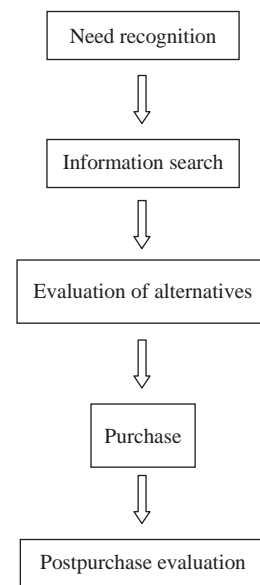 Need recognition
Information search
Evaluation of alternatives
Purchase
Postpurchase evaluation